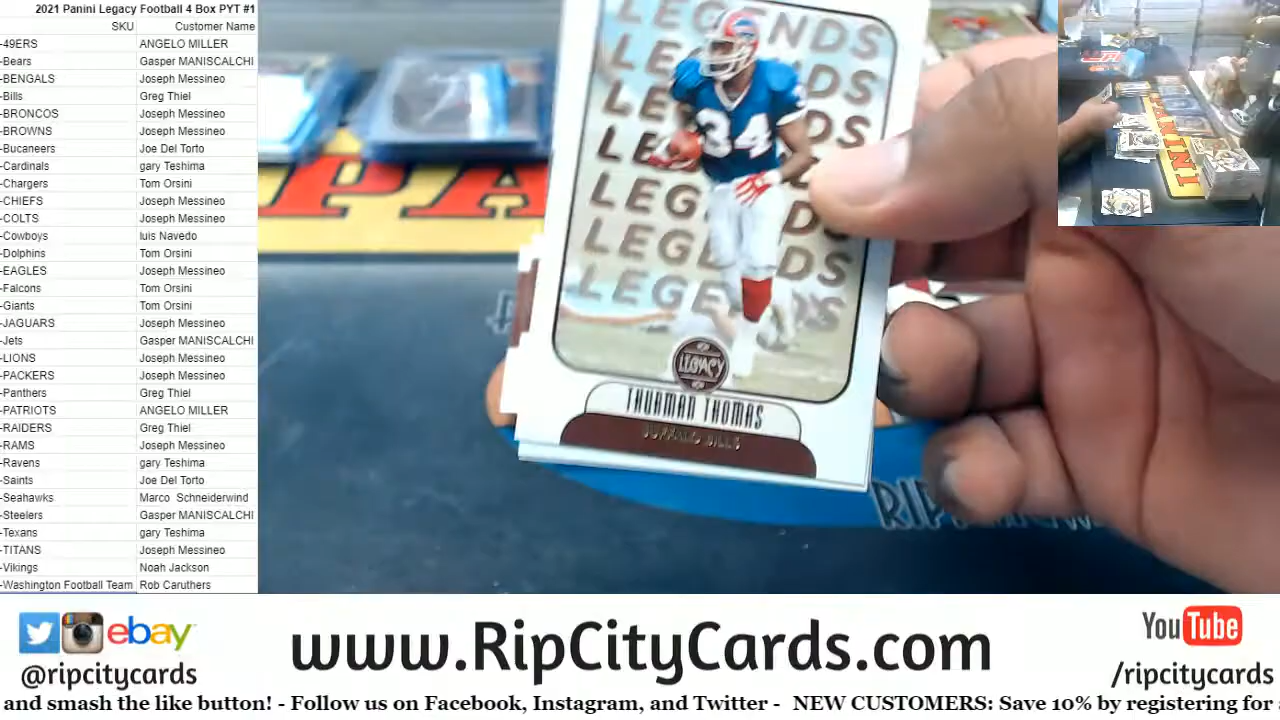 2021 Panini Legacy Football 4 Box PYT #1
SKU Customer Name
-49ERS ANGELO MILLER
-Bears Gasper MANISCALCHI
-BENGALS Joseph Messineo
-Bills Greg Thiel
-BRONCOS Joseph Messineo
-BROWNS Joseph Messineo
-Bucaneers Joe Del Torto
-Cardinals gary Teshima
-Chargers Tom Orsini
-CHIEFS Joseph Messineo
-COLTS Joseph Messineo
-Cowboys luis Navedo
-Dolphins Tom Orsini
-EAGLES Joseph Messineo
-Falcons Tom Orsini
-Giants Tom Orsini
-JAGUARS Joseph Messineo
-Jets Gasper MANISCALCHI
-LIONS Joseph Messineo
-PACKERS Joseph Messineo
-Panthers Greg Thiel
-PATRIOTS ANGELO MILLER
-RAIDERS Greg Thiel
-RAMS Joseph Messineo
-Ravens gary Teshima
-Saints Joe Del Torto
-Seahawks Marco Schneiderwind
-Steelers Gasper MANISCALCHI
-Texans gary Teshima
-TITANS Joseph Messineo
-Vikings Noah Jackson
-Washington Football Team Rob Caruthers
LEGENDS
34
LEGACY
THURMAN THOMAS
BUFFALO BILLS
PANINI
ebay
@ripcitycards
www.RipCityCards.com
YouTube
/ripcitycards
and smash the like button! - Follow us on Facebook, Instagram, and Twitter - NEW CUSTOMERS: Save 10% by registering for